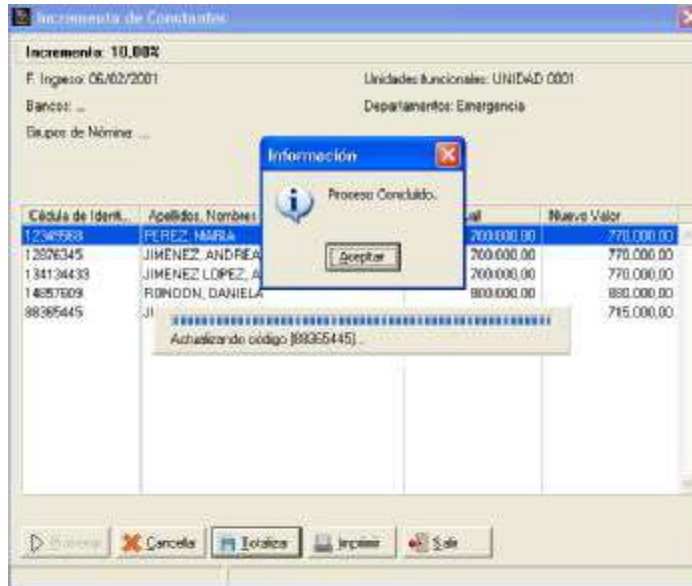 Incremento de Constantes
Incremento: 10,00%
F. Ingreso: 06/02/2001
Unidades funcionales: UNIDAD 0001
Bancos: ...
Departamentos: Emergencia
Grupos de Nómina: ...
Información
Proceso Concluido.
Aceptar
Cédula de Identi... Apellidos, Nombres Nuevo Valor
PEREZ, MARIA 700.000,00 770.000,00
12876345 JIMENEZ, ANDREA 700.000,00 770.000,00
134134433 JIMENEZ LOPEZ, A 700.000,00 770.000,00
14857609 RONDON, DANIELA 800.000,00 880.000,00
88365445 JI 715.000,00
Actualizando código [88365445]...
Cancelar Totalizar Imprimir Salir